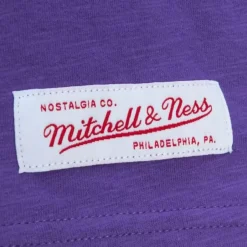 NOSTALGIA CO.
Mitchell & Ness
PHILADELPHIA, PA.